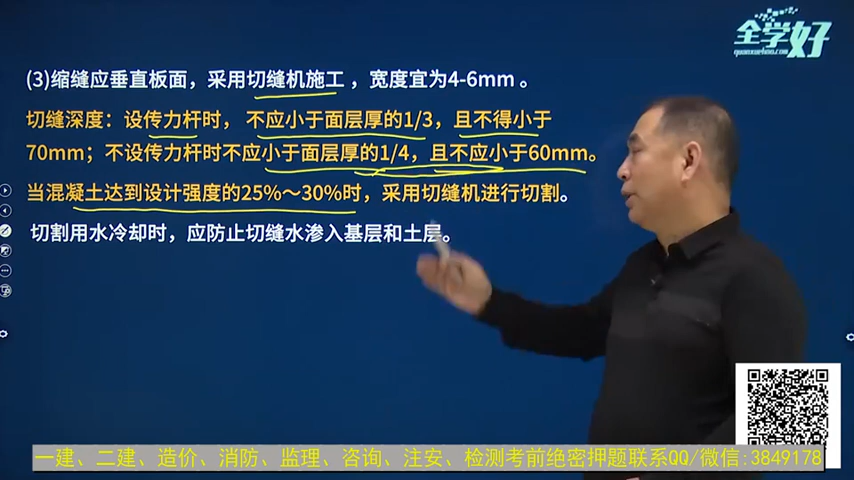 全学好
(3)缩缝应垂直板面，采用切缝机施工，宽度宜为4-6mm。
切缝深度：设传力杆时， 不应小于面层厚的1/3，且不得小于
70mm；不设传力杆时不应小于面层厚的1/4，且不应小于60mm。
当混凝土达到设计强度的25%～30%时，采用切缝机进行切割。
切割用水冷却时，应防止切缝水渗入基层和土层。
一建、二建、造价、消防、监理、咨询、注安、检测考前绝密押题联系QQ/微信:3849178